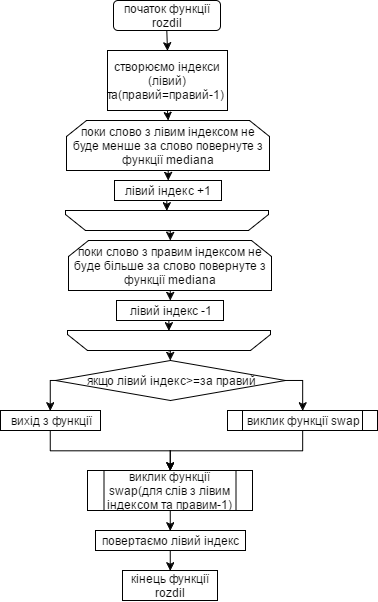 початок функції
rozdil
створюємо індекси
(лівий)
та(правий=правий-1)
поки слово з лівим індексом не
буде менше за слово повернуте з
функції mediana
лівий індекс +1
поки слово з правим індексом не
буде більше за слово повернуте з
функції mediana
лівий індекс -1
якщо лівий індекс>=за правий
вихід з функції
виклик функції swap
виклик функції
swap(для слів з лівим
індексом та правим-1)
повертаємо лівий індекс
кінець функції
rozdil